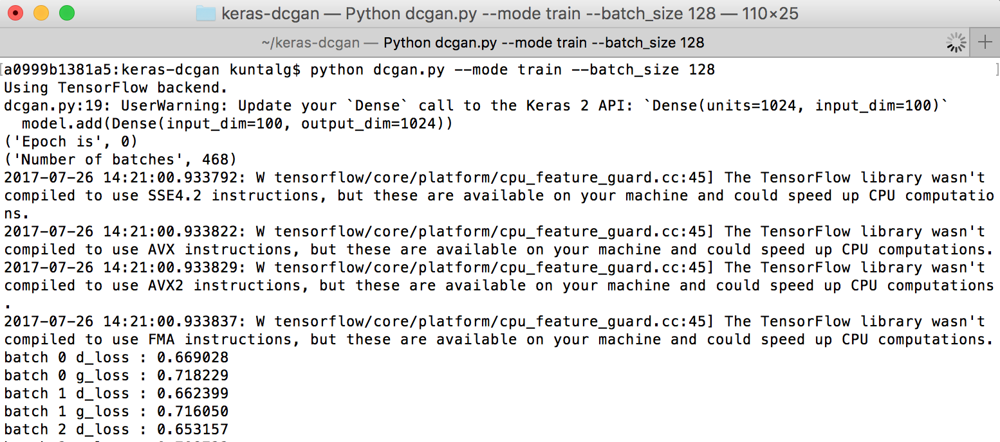 keras-dcgan — Python dcgan.py --mode train --batch_size 128 — 110×25
~/keras-dcgan — Python dcgan.py --mode train --batch_size 128
[a0999b1381a5:keras-dcgan kuntalg$ python dcgan.py --mode train --batch_size 128 ]
Using TensorFlow backend.
dcgan.py:19: UserWarning: Update your `Dense` call to the Keras 2 API: `Dense(units=1024, input_dim=100)`
  model.add(Dense(input_dim=100, output_dim=1024))
('Epoch is', 0)
('Number of batches', 468)
2017-07-26 14:21:00.933792: W tensorflow/core/platform/cpu_feature_guard.cc:45] The TensorFlow library wasn't
compiled to use SSE4.2 instructions, but these are available on your machine and could speed up CPU computatio
ns.
2017-07-26 14:21:00.933822: W tensorflow/core/platform/cpu_feature_guard.cc:45] The TensorFlow library wasn't
compiled to use AVX instructions, but these are available on your machine and could speed up CPU computations.
2017-07-26 14:21:00.933829: W tensorflow/core/platform/cpu_feature_guard.cc:45] The TensorFlow library wasn't
compiled to use AVX2 instructions, but these are available on your machine and could speed up CPU computations
.
2017-07-26 14:21:00.933837: W tensorflow/core/platform/cpu_feature_guard.cc:45] The TensorFlow library wasn't
compiled to use FMA instructions, but these are available on your machine and could speed up CPU computations.
batch 0 d_loss : 0.669028
batch 0 g_loss : 0.718229
batch 1 d_loss : 0.662399
batch 1 g_loss : 0.716050
batch 2 d_loss : 0.653157